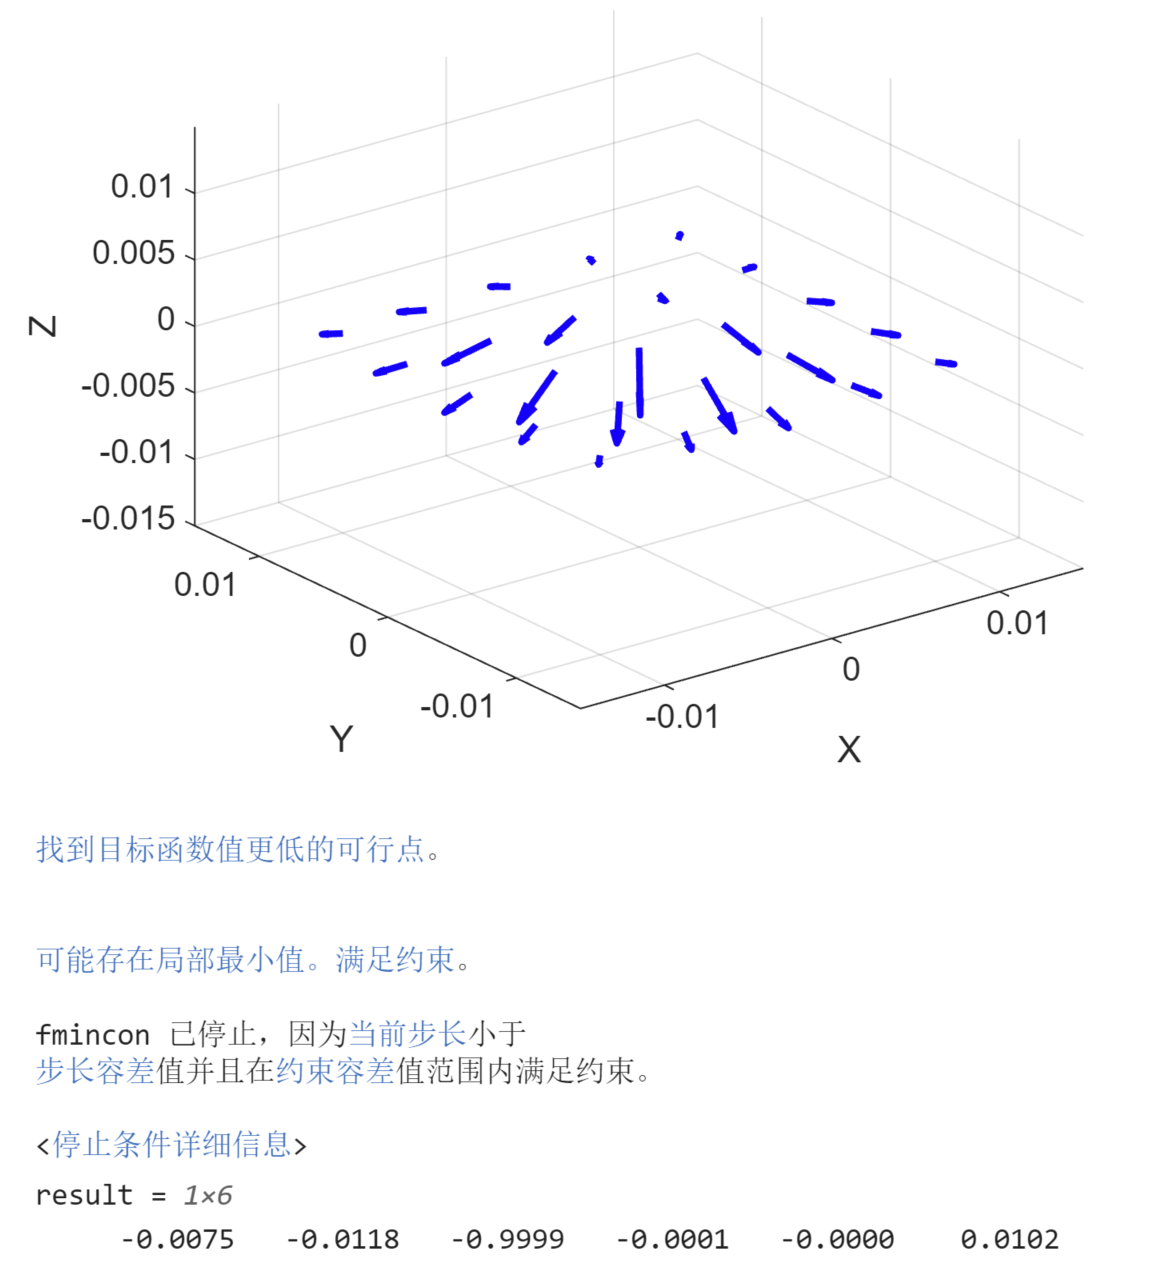 0.01
0.005
0
-0.005
-0.01
-0.015
Z
0.01
0
-0.01
Y
-0.01
0
0.01
X
找到目标函数值更低的可行点。
可能存在局部最小值。满足约束。
fmincon 已停止，因为当前步长小于
步长容差值并且在约束容差值范围内满足约束。
<停止条件详细信息>
result = 1×6
-0.0075 -0.0118 -0.9999 -0.0001 -0.0000 0.0102